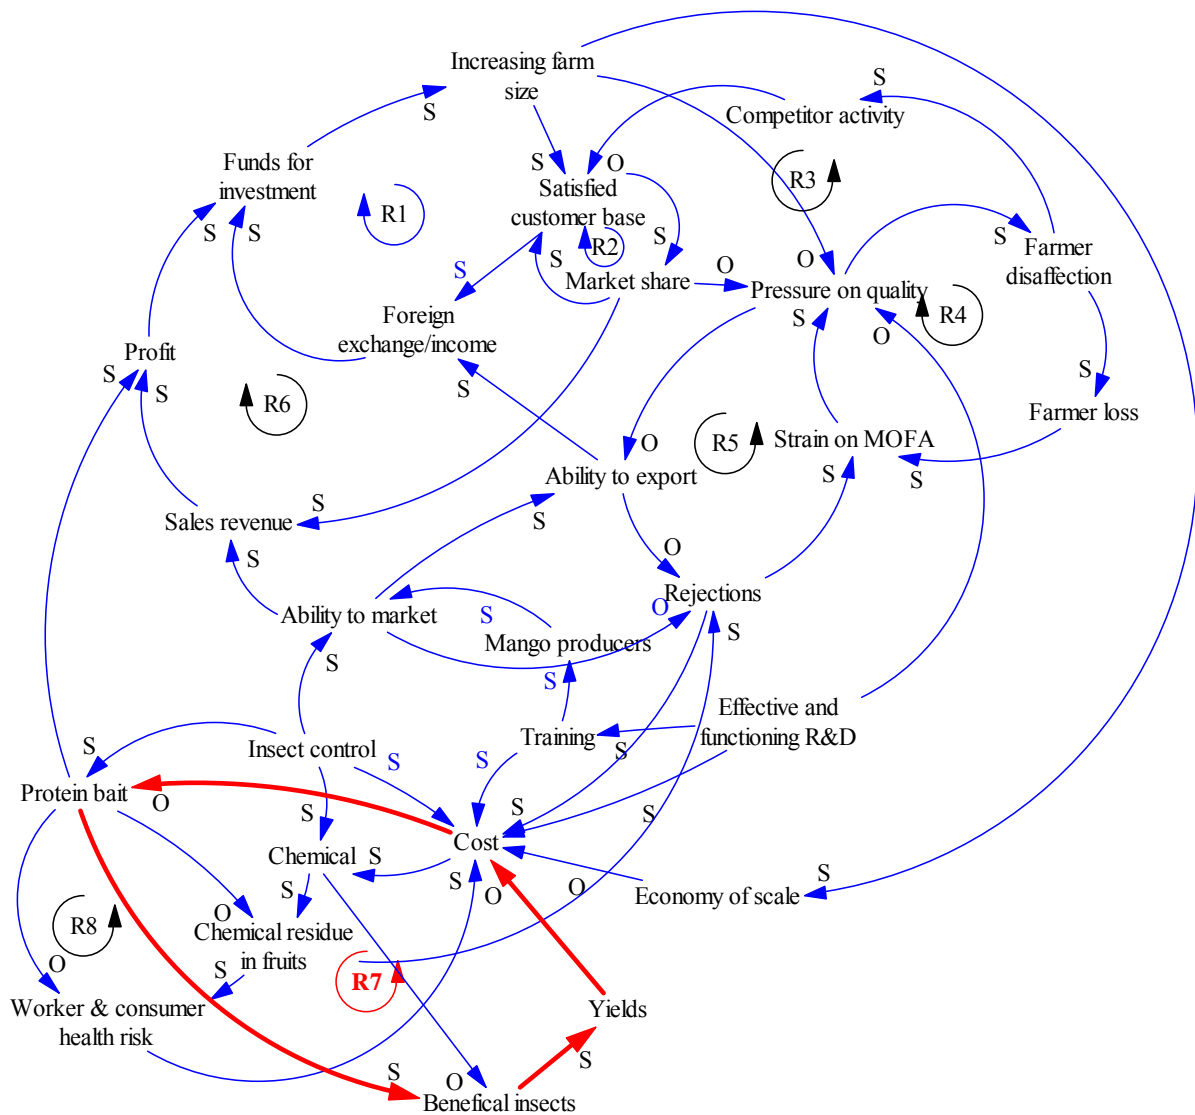 Increasing farm
size
S
S
Competitor activity
Funds for
investment
S
O
R3
Satisfied
customer base
R1
S
R2
S
S
Farmer
disaffection
S
S
S
Market share
O
O
Pressure on quality
S
O
R4
Foreign
exchange/income
S
Profit
S
S
R6
S
Farmer loss
R5
Strain on MOFA
O
S
S
Ability to export
S
Sales revenue
S
S
O
Rejections
Ability to market
S
O
S
Mango producers
S
S
Effective and
functioning R&D
Training
S
Insect control
S
S
S
Protein bait
O
S
S
S
Cost
Chemical
S
S
O
O
S
Economy of scale
S
O
Chemical residue
in fruits
R8
S
O
R7
Worker & consumer
health risk
Yields
S
S
O
Benefical insects